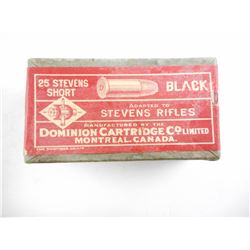 25 STEVENS
SHORT
BLACK
ADAPTED TO
STEVENS RIFLES
MANUFACTURED BY THE
DOMINION CARTRIDGE CO LIMITED
MONTREAL. CANADA.